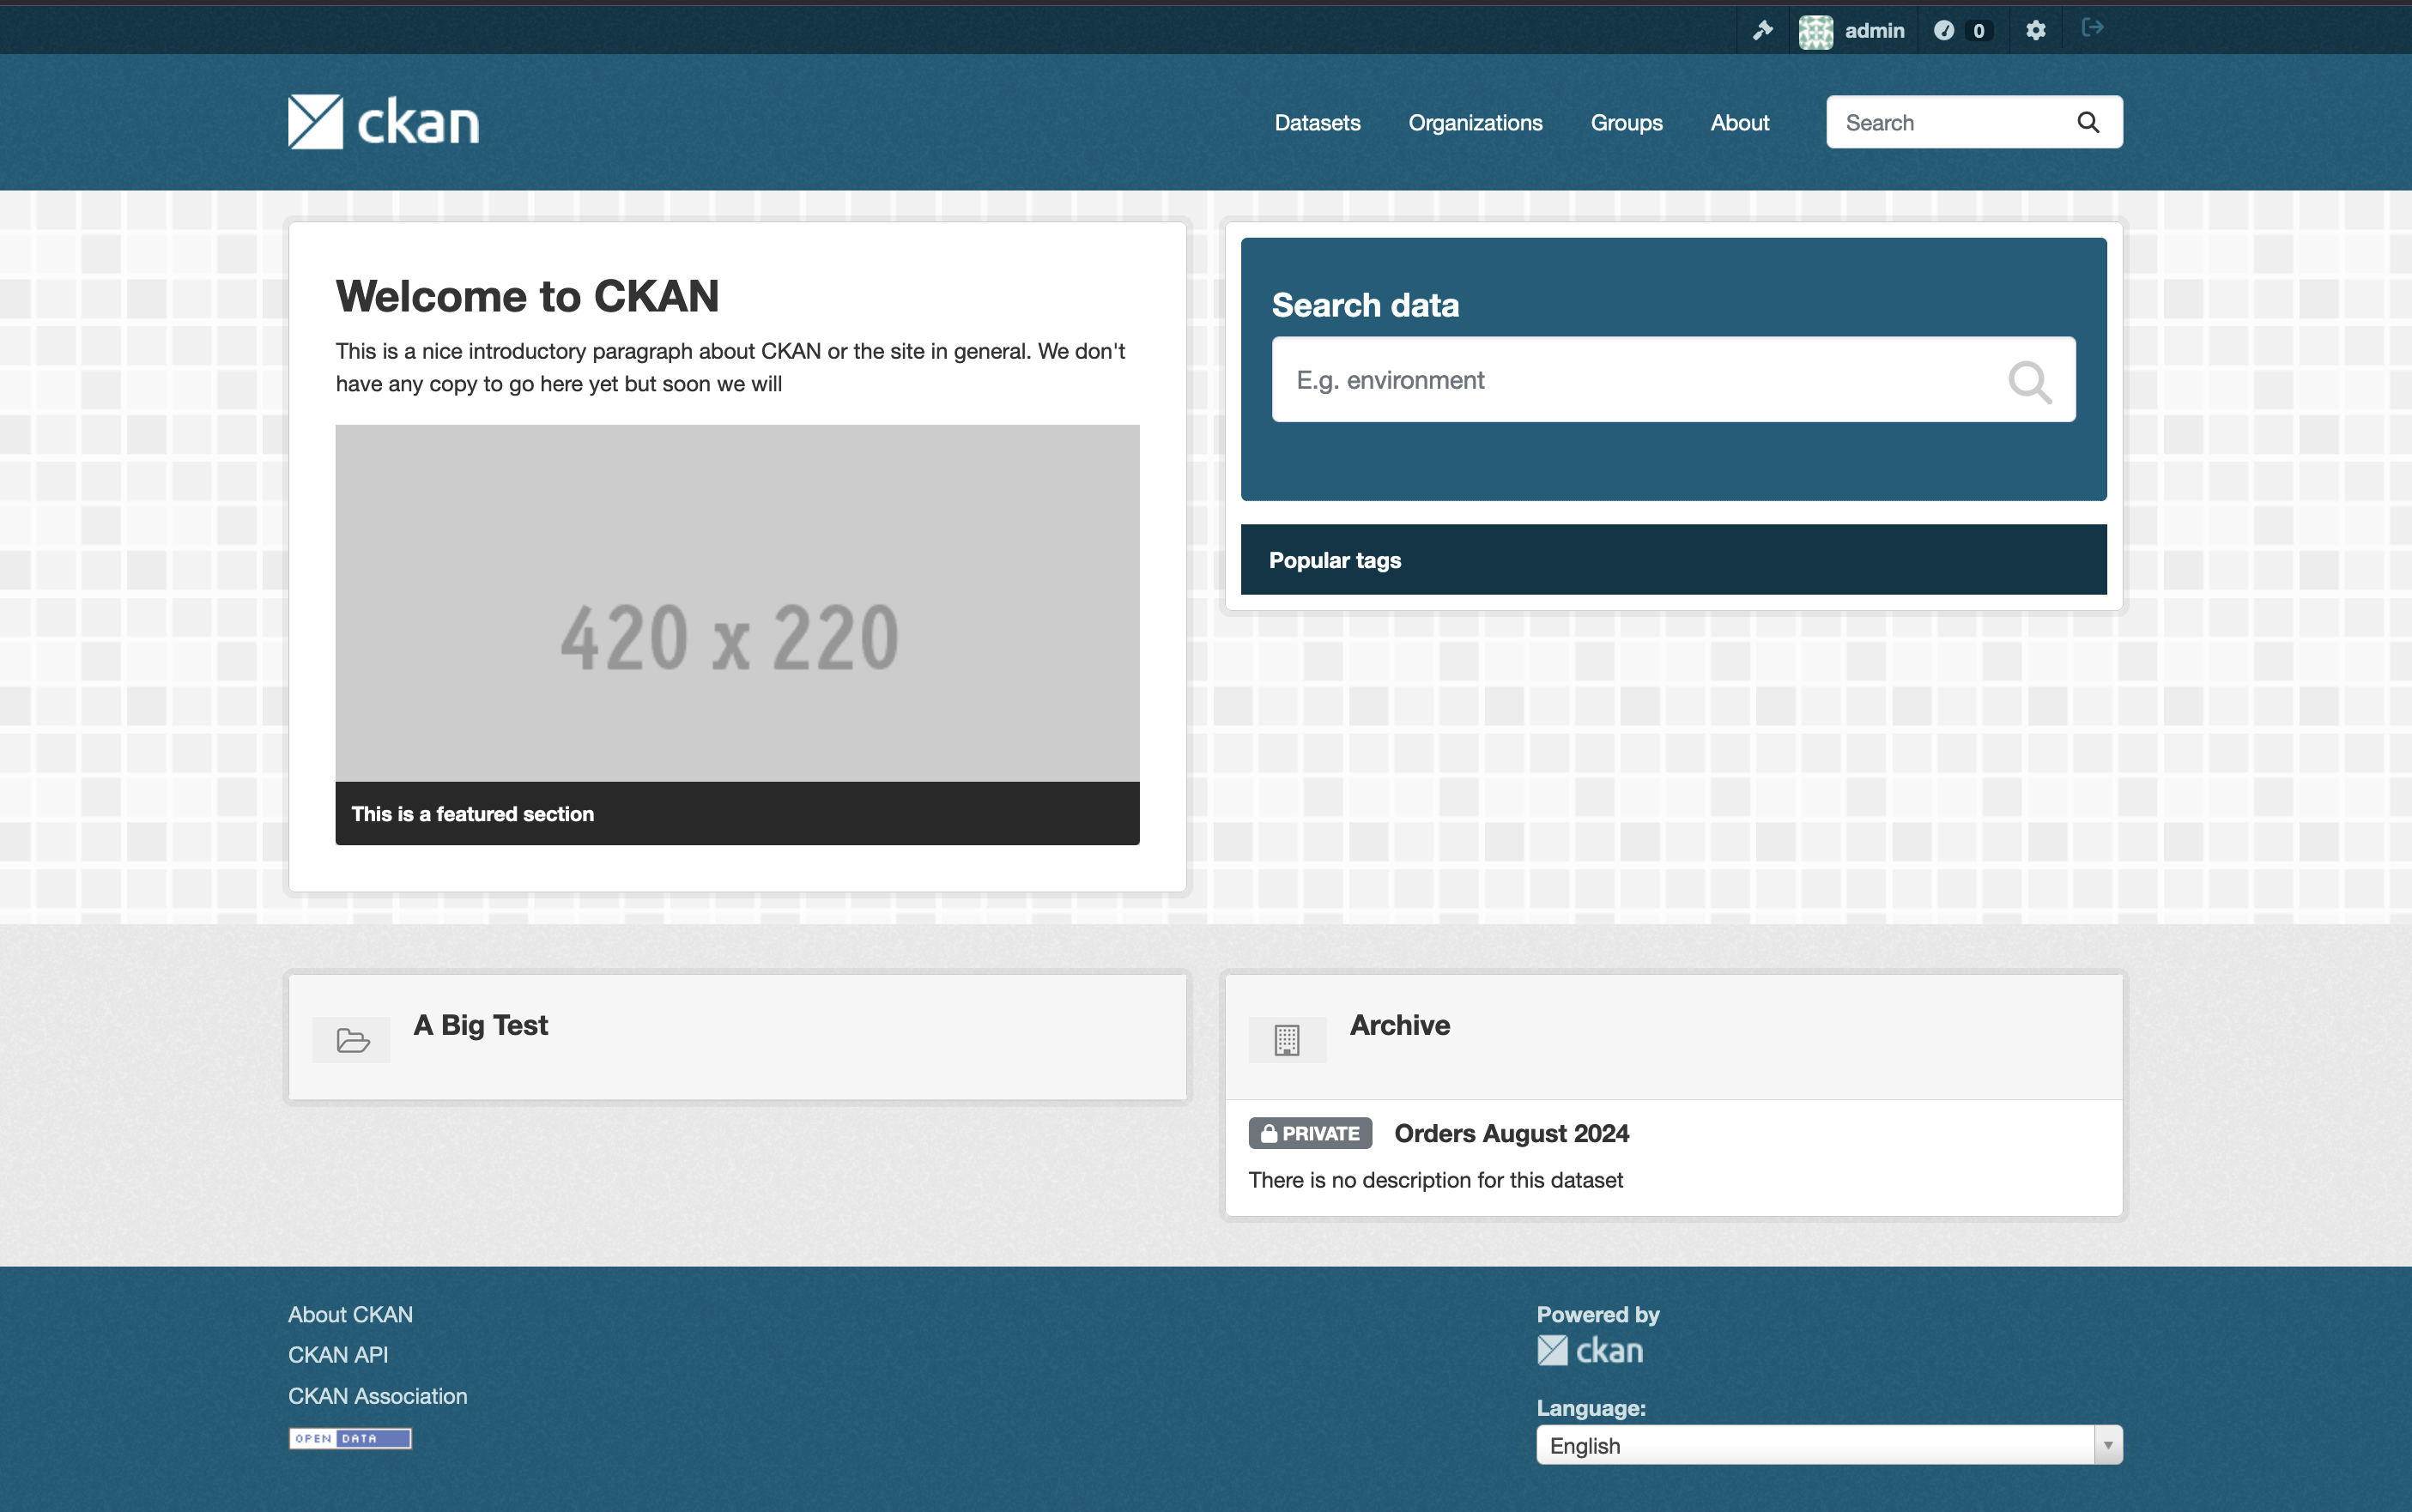 admin
0
ckan
Datasets
Organizations
Groups
About
Search
Welcome to CKAN
This is a nice introductory paragraph about CKAN or the site in general. We don't
have any copy to go here yet but soon we will
420 x 220
This is a featured section
Search data
E.g. environment
Popular tags
A Big Test
Archive
PRIVATE Orders August 2024
There is no description for this dataset
About CKAN
CKAN API
CKAN Association
OPEN DATA
Powered by
ckan
Language:
English